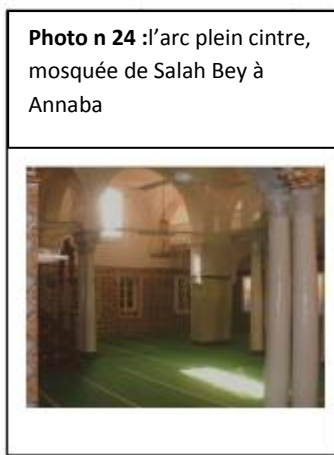 Photo n 24 :l'arc plein cintre,
mosquée de Salah Bey à
Annaba